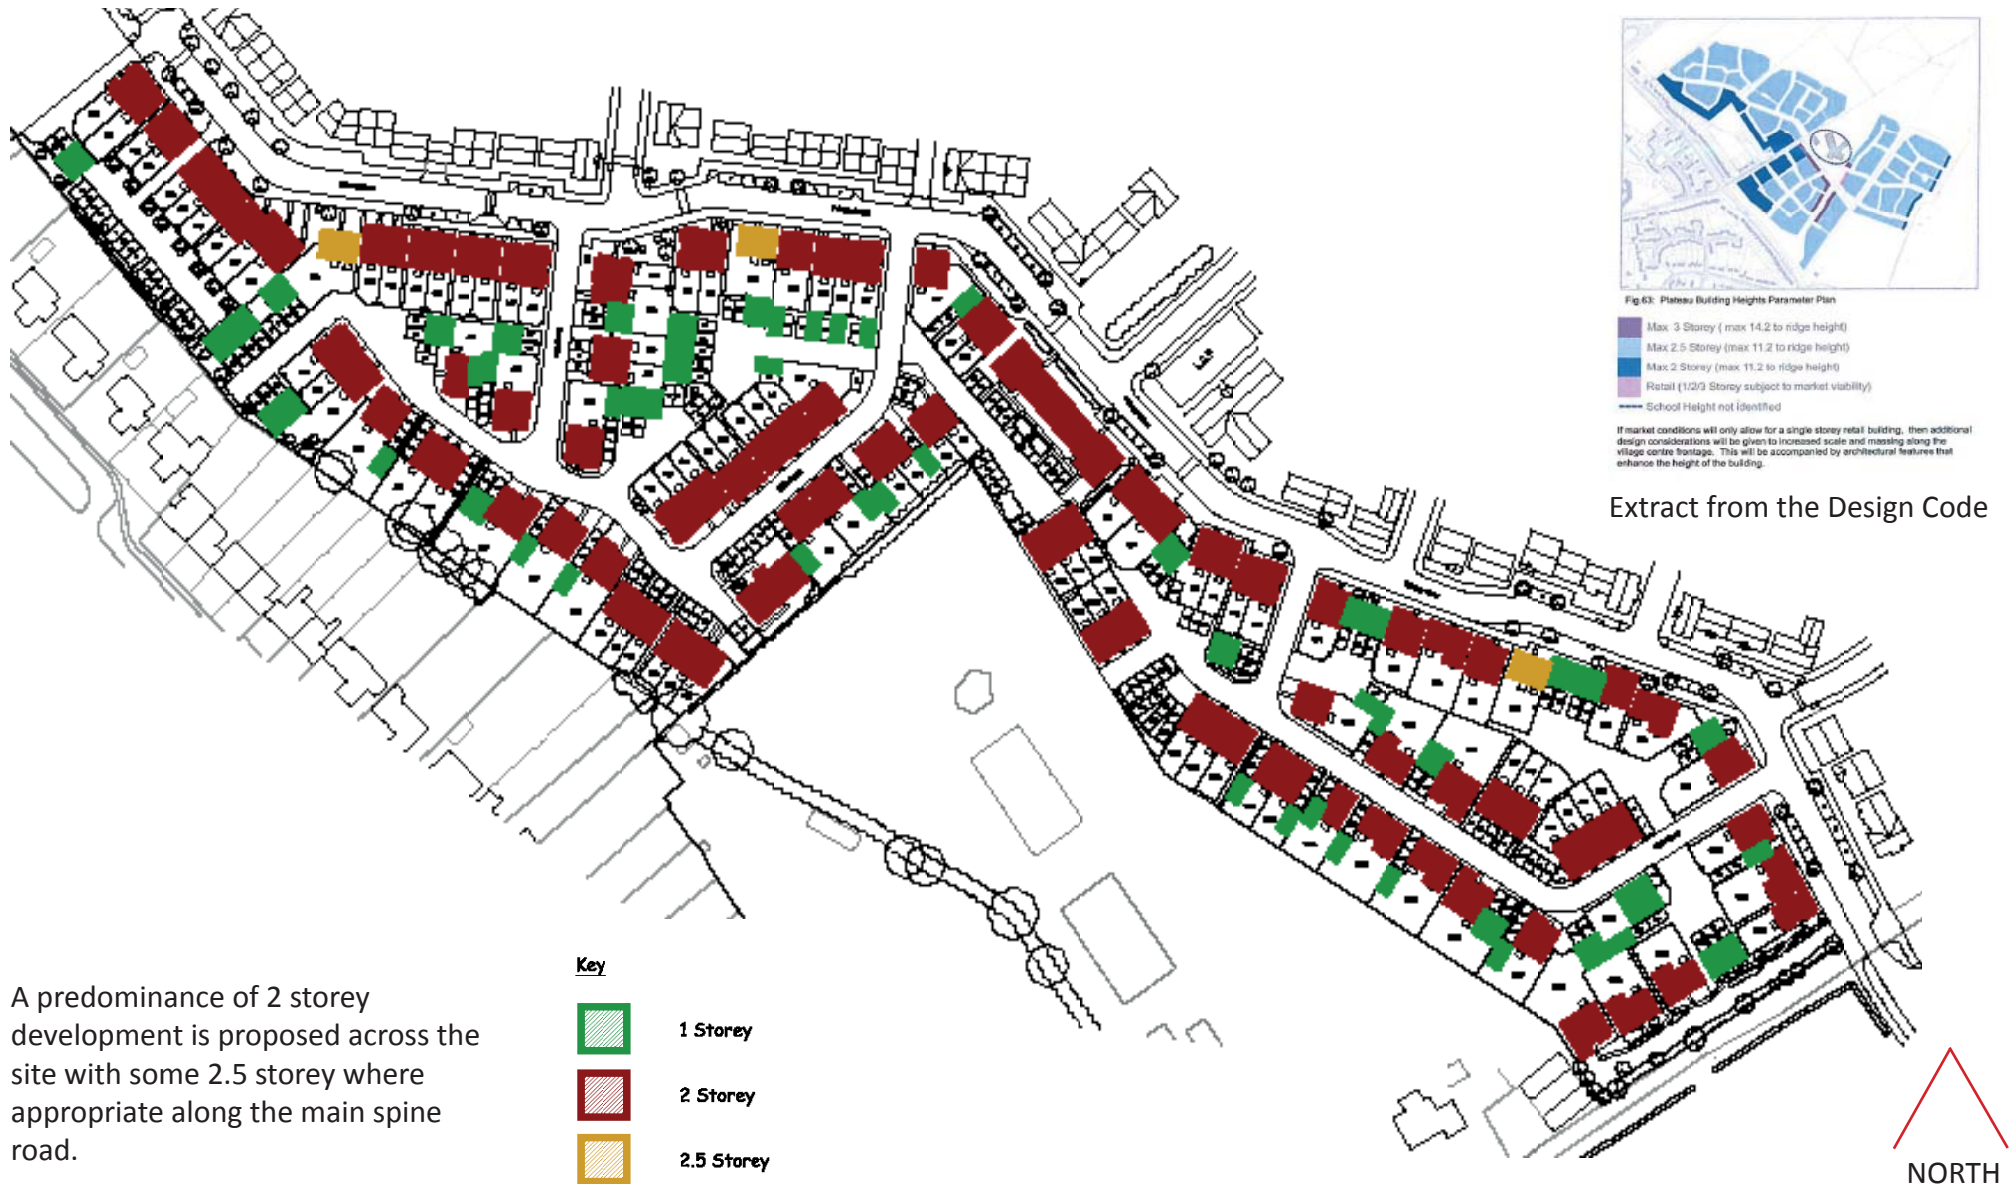 Fig.63: Plateau Building Heights Parameter Plan
Max 3 Storey ( max 14.2 to ridge height)
Max 2.5 Storey (max 11.2 to ridge height)
Max 2 Storey (max 11.2 to ridge height)
Retail (1/2/3 Storey subject to market viability)
School Height not identified
If market conditions will only allow for a single storey retail building, then additional
design considerations will be given to increased scale and massing along the
village centre frontage. This will be accompanied by architectural features that
enhance the height of the building.
Extract from the Design Code
A predominance of 2 storey
development is proposed across the
site with some 2.5 storey where
appropriate along the main spine
road.
Key
1 Storey
2 Storey
2.5 Storey
NORTH